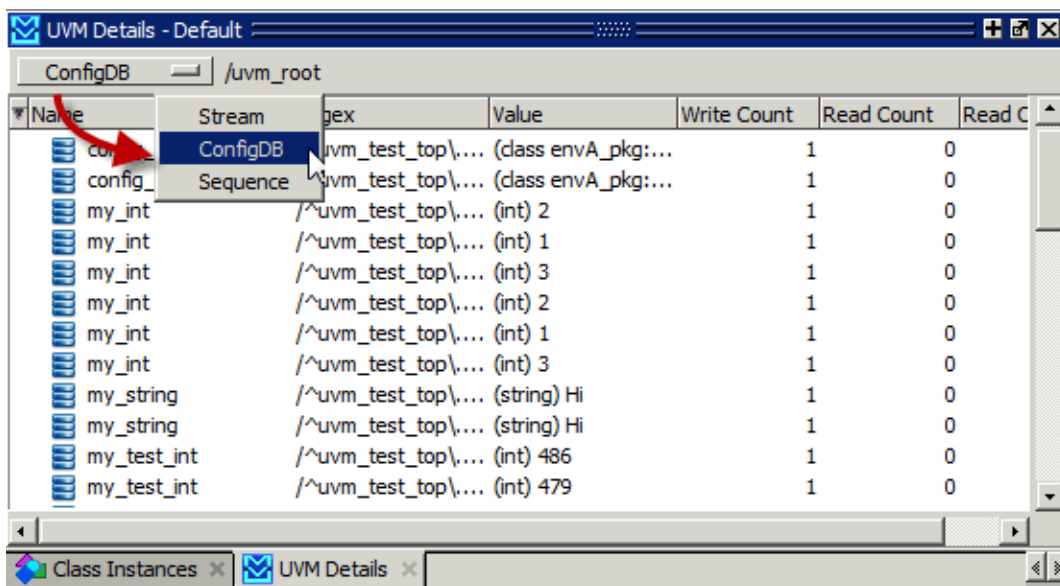 UVM Details - Default
ConfigDB /uvm_root
Name gex Value Write Count Read Count Read C
Stream
ConfigDB
Sequence
uvm_test_top\.... (class envA_pkg:... 1 0
config_ uvm_test_top\.... (class envA_pkg:... 1 0
my_int /^uvm_test_top\.... (int) 2 1 0
my_int /^uvm_test_top\.... (int) 1 1 0
my_int /^uvm_test_top\.... (int) 3 1 0
my_int /^uvm_test_top\.... (int) 2 1 0
my_int /^uvm_test_top\.... (int) 1 1 0
my_int /^uvm_test_top\.... (int) 3 1 0
my_string /^uvm_test_top\.... (string) Hi 1 0
my_string /^uvm_test_top\.... (string) Hi 1 0
my_test_int /^uvm_test_top\.... (int) 486 1 0
my_test_int /^uvm_test_top\.... (int) 479 1 0
Class Instances UVM Details